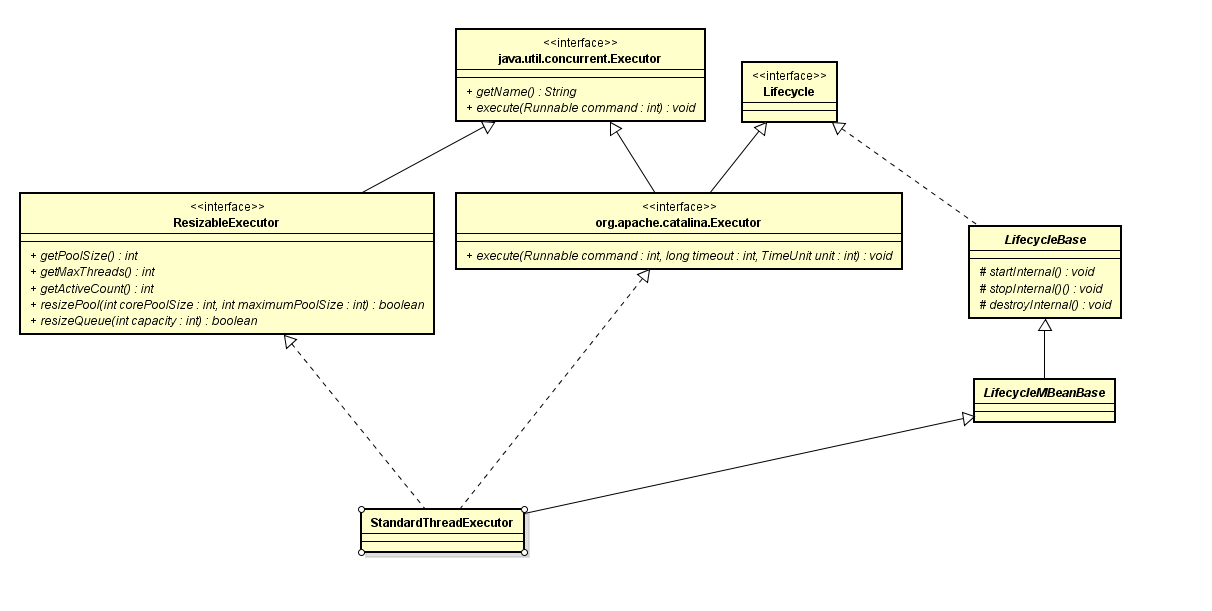 <<interface>>
java.util.concurrent.Executor
+ getName() : String
+ execute(Runnable command : int) : void
<<interface>>
Lifecycle
<<interface>>
ResizableExecutor
+ getPoolSize() : int
+ getMaxThreads() : int
+ getActiveCount() : int
+ resizePool(int corePoolSize : int, int maximumPoolSize : int) : boolean
+ resizeQueue(int capacity : int) : boolean
<<interface>>
org.apache.catalina.Executor
+ execute(Runnable command : int, long timeout : int, TimeUnit unit : int) : void
LifecycleBase
# startInternal() : void
# stopInternal()() : void
# destroyInternal() : void
LifecycleMBeanBase
StandardThreadExecutor